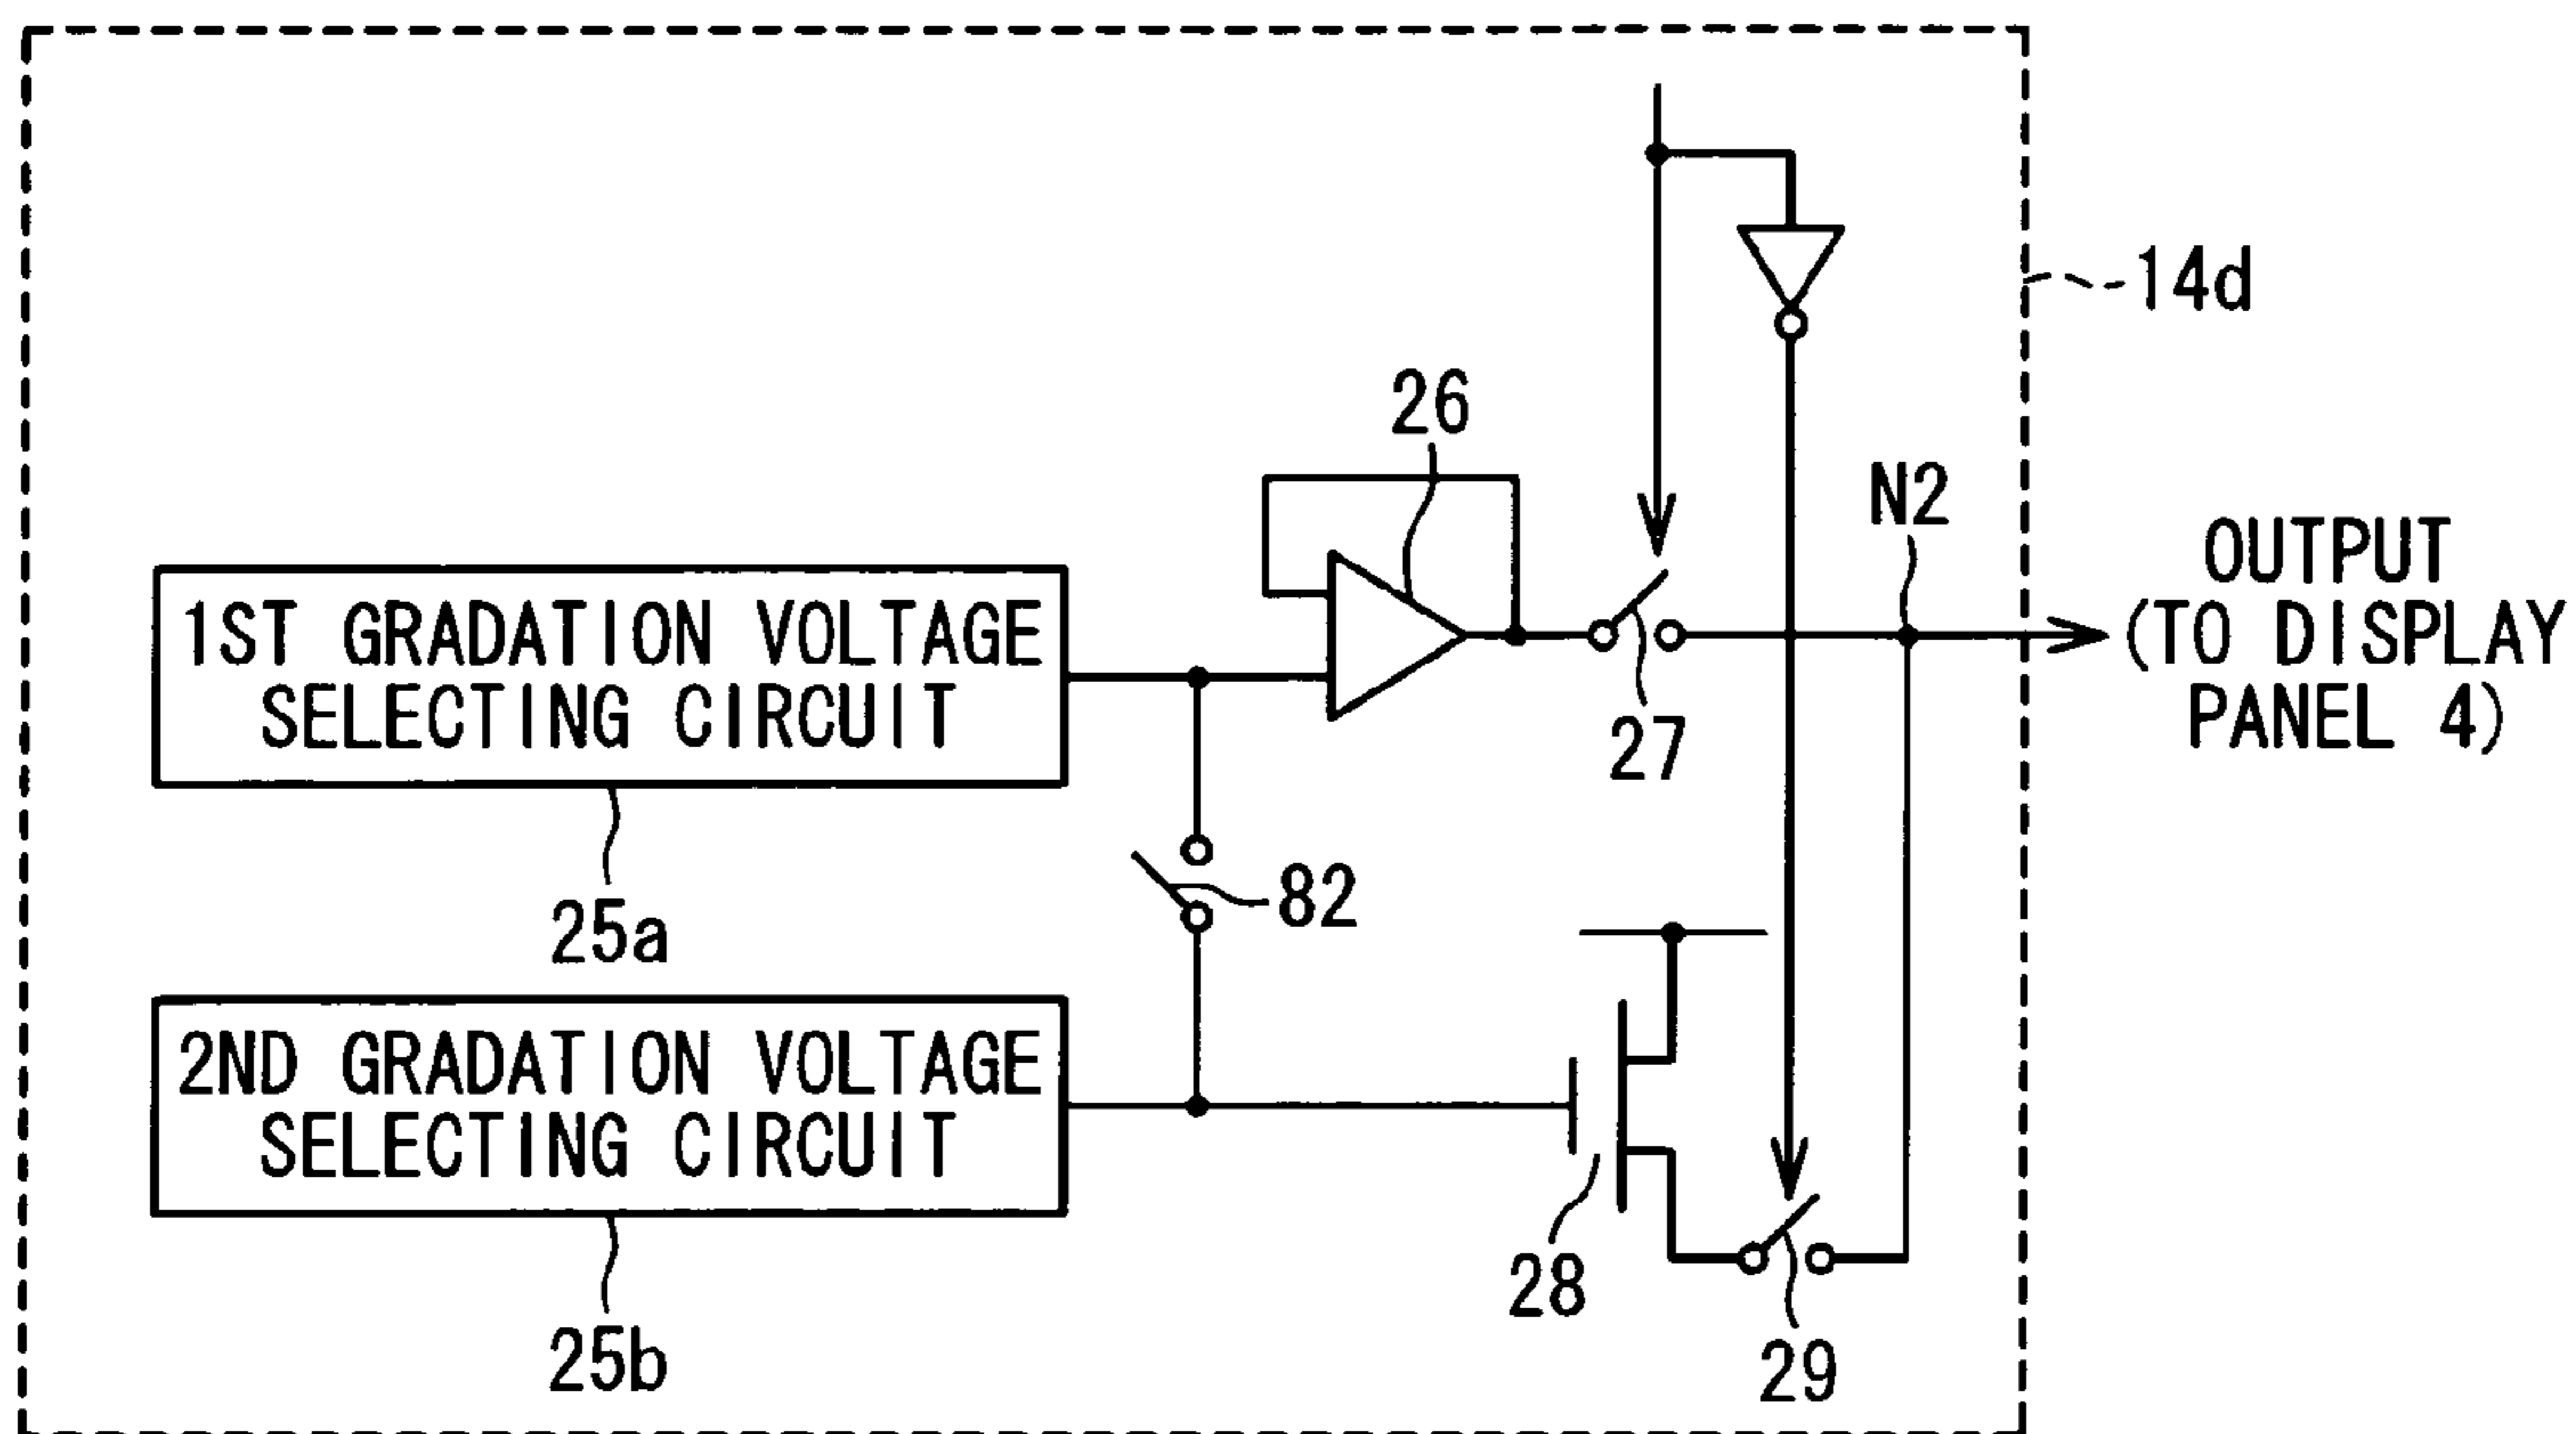 14d
26
N2
OUTPUT
(TO DISPLAY
PANEL 4)
1ST GRADATION VOLTAGE
SELECTING CIRCUIT
27
82
25a
2ND GRADATION VOLTAGE
SELECTING CIRCUIT
28
29
25b